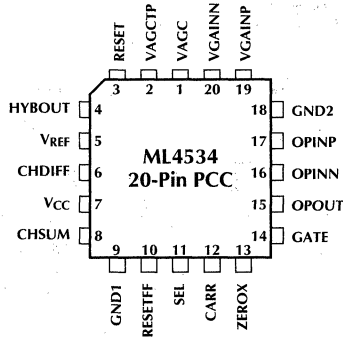 RESET VAGCTP VAGC VGAINN VGAINP
3 2 1 20 19
HYBOUT 4 18 GND2
VREF 5 17 OPINP
ML4534
CHDIFF 6 16 OPINN
20-Pin PCC
VCC 7 15 OPOUT
CHSUM 8 14 GATE
9 10 11 12 13
GND1 RESETFF SEL CARR ZEROX